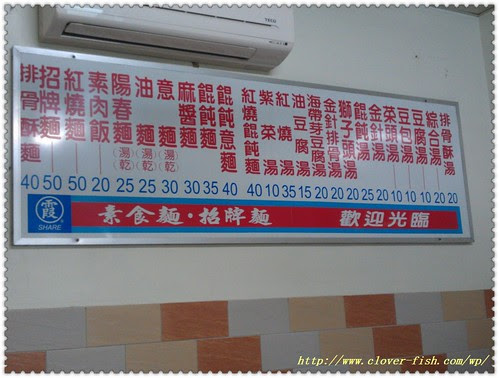 TECO
排骨酥麵 40
招牌麵 50
紅燒麵 50
素肉飯 20
陽春麵(湯)(乾) 25
油麵(湯)(乾) 25
意麵(湯)(乾) 30
麻醬麵 30
餛飩麵 35
餛飩意麵 40
紅燒餛飩麵 40
紫菜湯 10
紅燒湯 35
油豆腐湯 15
海帶芽豆腐湯 20
金針排骨湯 20
獅子頭湯 20
餛飩湯 25
金針湯 20
茶頭湯 10
豆包湯 10
豆腐湯 10
綜合湯 20
排骨酥湯 20
霞
SHARE
素食麵·招牌麵
歡迎光臨
http://www.clover-fish.com/wp/